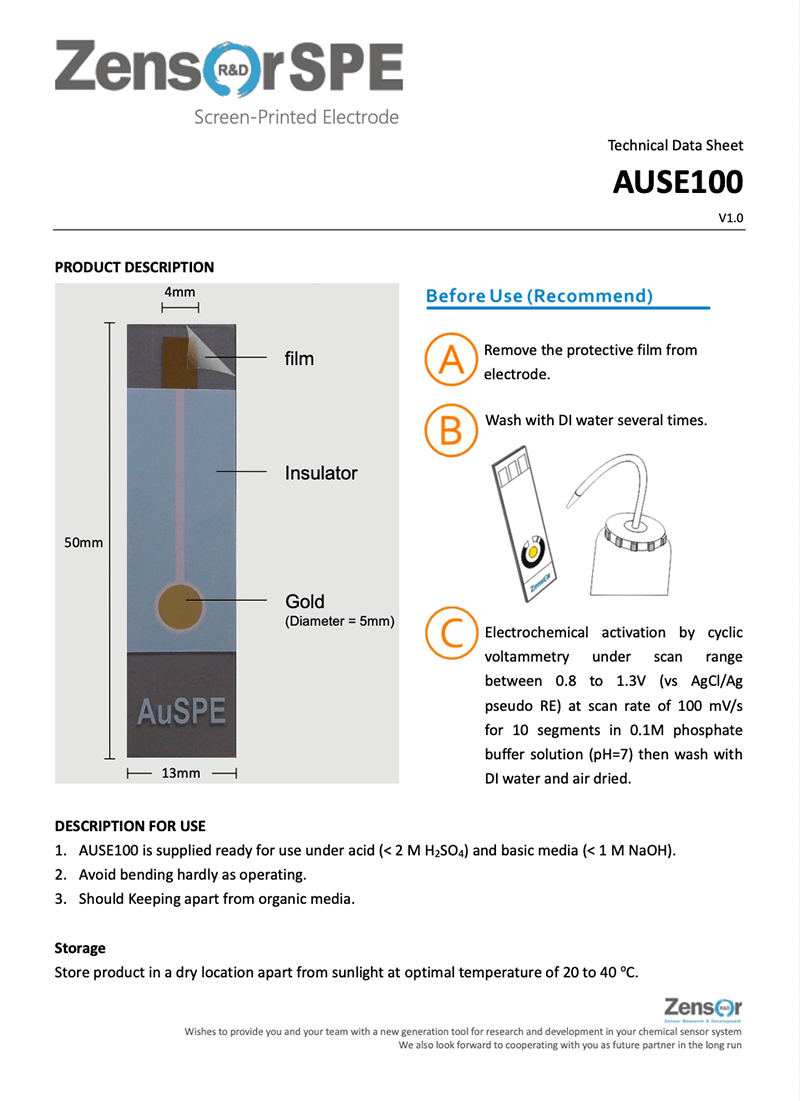 Zensor R&D SPE
Screen-Printed Electrode
Technical Data Sheet
AUSE100
V1.0
PRODUCT DESCRIPTION
4mm
film
Insulator
50mm
Gold
(Diameter = 5mm)
AuSPE
13mm
Before Use (Recommend)
A
Remove the protective film from
electrode.
B
Wash with DI water several times.
Zensor
C
Electrochemical activation by cyclic
voltammetry under scan range
between 0.8 to 1.3V (vs AgCl/Ag
pseudo RE) at scan rate of 100 mV/s
for 10 segments in 0.1M phosphate
buffer solution (pH=7) then wash with
DI water and air dried.
DESCRIPTION FOR USE
1. AUSE100 is supplied ready for use under acid (< 2 M H₂SO₄) and basic media (< 1 M NaOH).
2. Avoid bending hardly as operating.
3. Should Keeping apart from organic media.
Storage
Store product in a dry location apart from sunlight at optimal temperature of 20 to 40 ºC.
Zensor R&D
Sensor Research & Development
Wishes to provide you and your team with a new generation tool for research and development in your chemical sensor system
We also look forward to cooperating with you as future partner in the long run